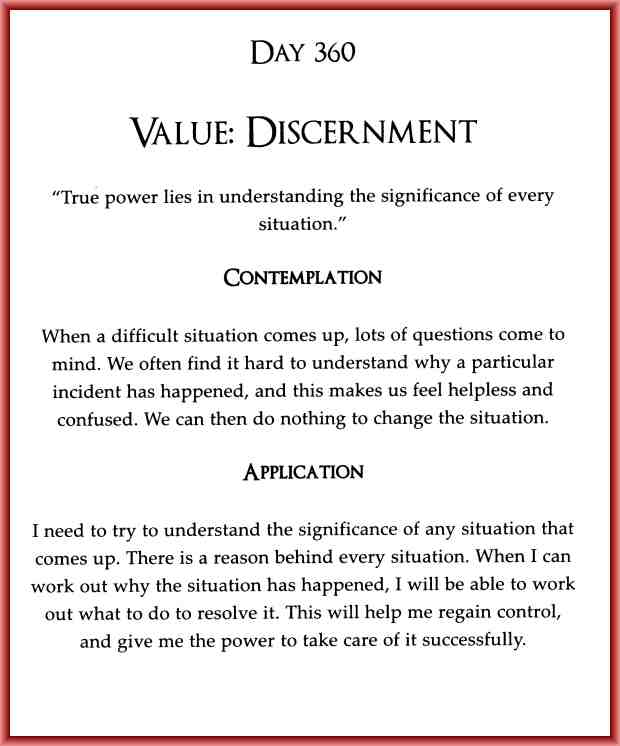 Day 360
Value: Discernment
“True power lies in understanding the significance of every
situation.”
Contemplation
When a difficult situation comes up, lots of questions come to
mind. We often find it hard to understand why a particular
incident has happened, and this makes us feel helpless and
confused. We can then do nothing to change the situation.
Application
I need to try to understand the significance of any situation that
comes up. There is a reason behind every situation. When I can
work out why the situation has happened, I will be able to work
out what to do to resolve it. This will help me regain control,
and give me the power to take care of it successfully.